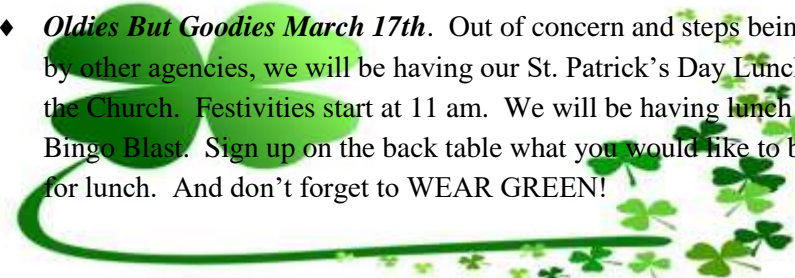 ♦ Oldies But Goodies March 17th. Out of concern and steps bein
by other agencies, we will be having our St. Patrick’s Day Lunch
the Church. Festivities start at 11 am. We will be having lunch
Bingo Blast. Sign up on the back table what you would like to b
for lunch. And don’t forget to WEAR GREEN!